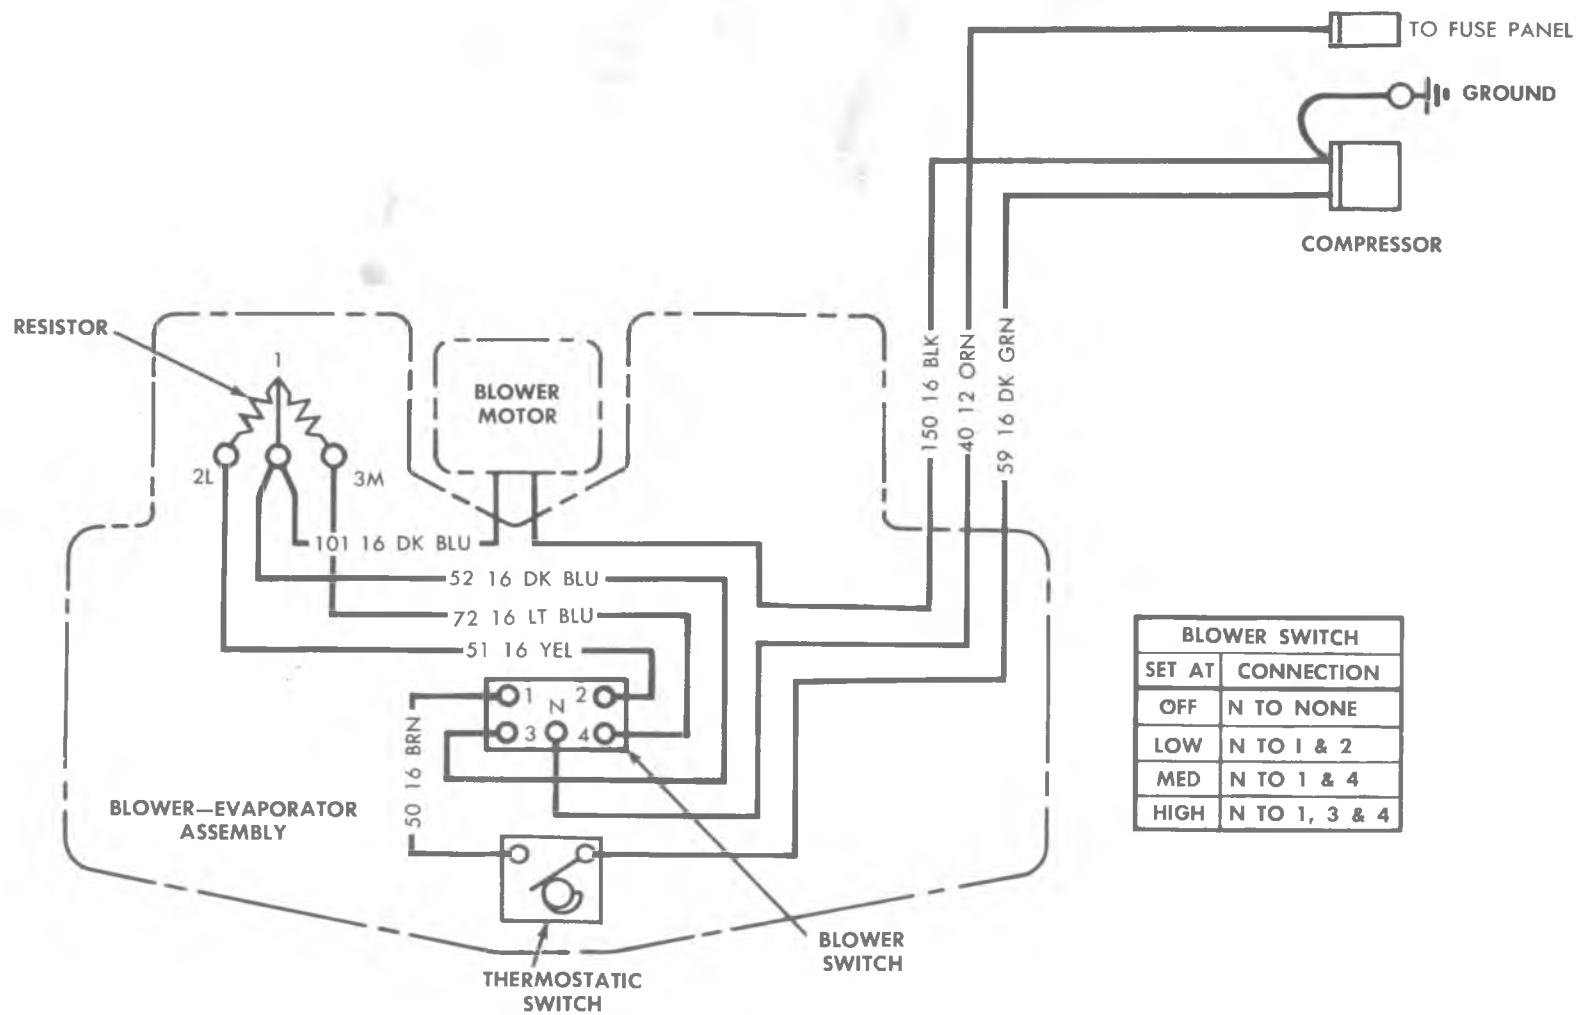 TO FUSE PANEL
GROUND
COMPRESSOR
RESISTOR
1
BLOWER
MOTOR
2L
3M
150 16 BLK
40 12 ORN
59 16 DK GRN
101 16 DK BLU
52 16 DK BLU
72 16 LT BLU
51 16 YEL
1 2
N
3 4
50 16 BRN
BLOWER—EVAPORATOR
ASSEMBLY
BLOWER
SWITCH
THERMOSTATIC
SWITCH
BLOWER SWITCH
SET AT CONNECTION
OFF N TO NONE
LOW N TO I & 2
MED N TO 1 & 4
HIGH N TO 1, 3 & 4